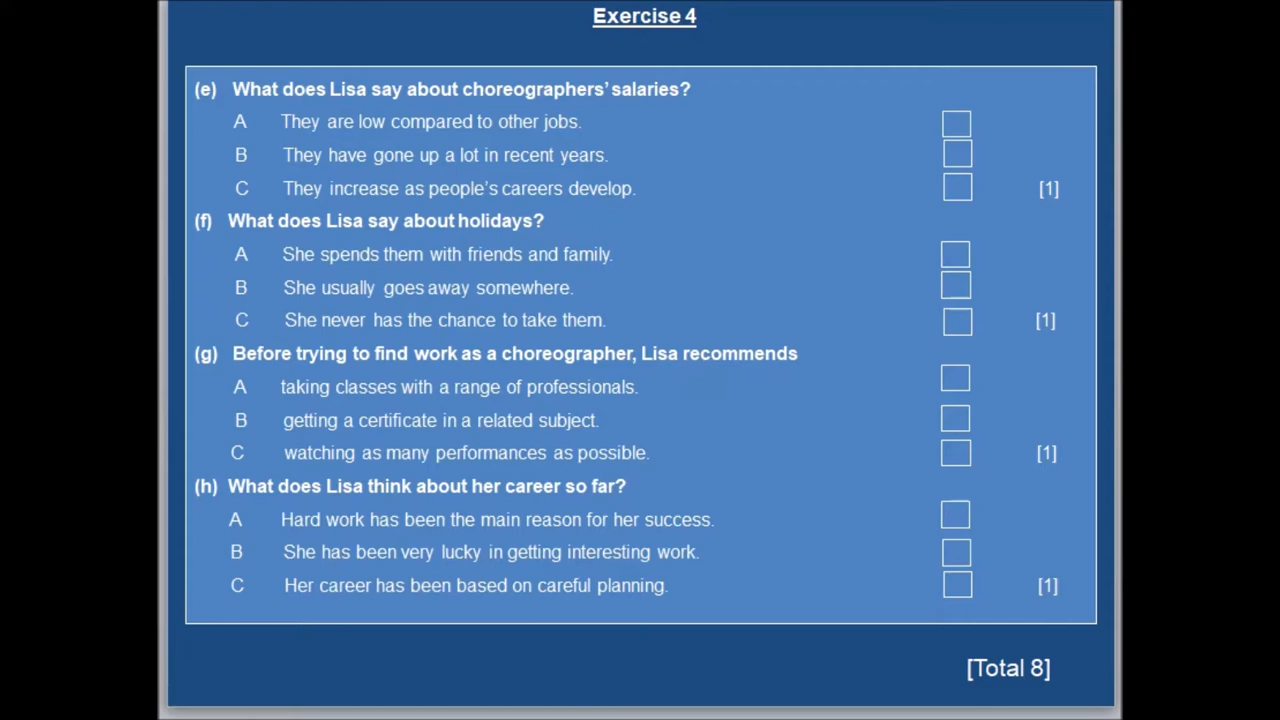 Exercise 4
(e) What does Lisa say about choreographers' salaries?
A They are low compared to other jobs.
B They have gone up a lot in recent years.
C They increase as people's careers develop. [1]
(f) What does Lisa say about holidays?
A She spends them with friends and family.
B She usually goes away somewhere.
C She never has the chance to take them. [1]
(g) Before trying to find work as a choreographer, Lisa recommends
A taking classes with a range of professionals.
B getting a certificate in a related subject.
C watching as many performances as possible. [1]
(h) What does Lisa think about her career so far?
A Hard work has been the main reason for her success.
B She has been very lucky in getting interesting work.
C Her career has been based on careful planning. [1]
[Total 8]